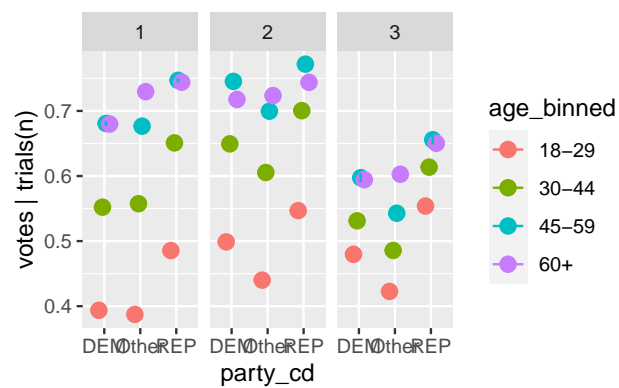 1 2 3
votes | trials(n)
0.7
0.6
0.5
0.4
DEM Other REP DEM Other REP DEM Other REP
party_cd
age_binned
18−29
30−44
45−59
60+